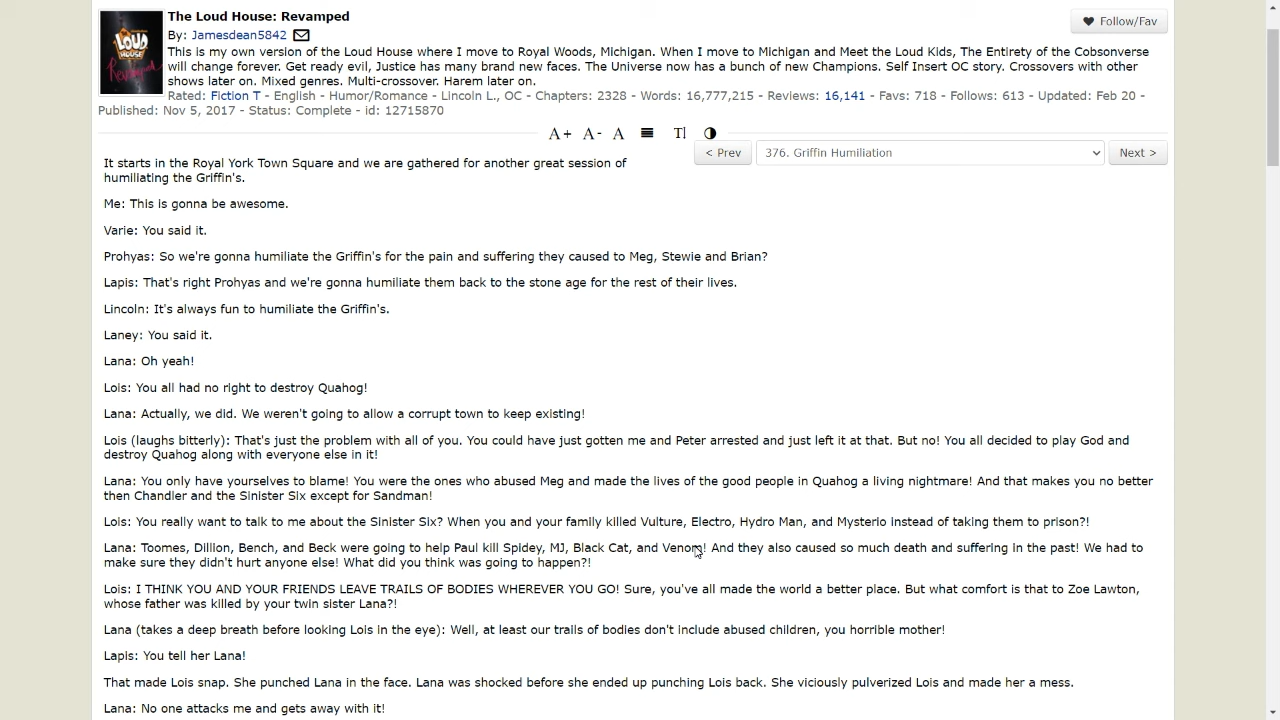 The Loud House: Revamped
Follow/Fav
By: Jamesdean5842
This is my own version of the Loud House where I move to Royal Woods, Michigan. When I move to Michigan and Meet the Loud Kids, The Entirety of the Cobsonverse
will change forever. Get ready evil, Justice has many brand new faces. The Universe now has a bunch of new Champions. Self Insert OC story. Crossovers with other
shows later on. Mixed genres. Multi-crossover. Harem later on.
Rated: Fiction T - English - Humor/Romance - Lincoln L., OC - Chapters: 2328 - Words: 16,777,215 - Reviews: 16,141 - Favs: 718 - Follows: 613 - Updated: Feb 20 -
Published: Nov 5, 2017 - Status: Complete - id: 12715870
LOUD HOUSE Revamped
A+ A- A T|
< Prev 376. Griffin Humiliation Next >
It starts in the Royal York Town Square and we are gathered for another great session of
humiliating the Griffin's.
Me: This is gonna be awesome.
Varie: You said it.
Prohyas: So we're gonna humiliate the Griffin's for the pain and suffering they caused to Meg, Stewie and Brian?
Lapis: That's right Prohyas and we're gonna humiliate them back to the stone age for the rest of their lives.
Lincoln: It's always fun to humiliate the Griffin's.
Laney: You said it.
Lana: Oh yeah!
Lois: You all had no right to destroy Quahog!
Lana: Actually, we did. We weren't going to allow a corrupt town to keep existing!
Lois (laughs bitterly): That's just the problem with all of you. You could have just gotten me and Peter arrested and just left it at that. But no! You all decided to play God and
destroy Quahog along with everyone else in it!
Lana: You only have yourselves to blame! You were the ones who abused Meg and made the lives of the good people in Quahog a living nightmare! And that makes you no better
then Chandler and the Sinister Six except for Sandman!
Lois: You really want to talk to me about the Sinister Six? When you and your family killed Vulture, Electro, Hydro Man, and Mysterio instead of taking them to prison?!
Lana: Toomes, Dillon, Bench, and Beck were going to help Paul kill Spidey, MJ, Black Cat, and Venom! And they also caused so much death and suffering in the past! We had to
make sure they didn't hurt anyone else! What did you think was going to happen?!
Lois: I THINK YOU AND YOUR FRIENDS LEAVE TRAILS OF BODIES WHEREVER YOU GO! Sure, you've all made the world a better place. But what comfort is that to Zoe Lawton,
whose father was killed by your twin sister Lana?!
Lana (takes a deep breath before looking Lois in the eye): Well, at least our trails of bodies don't include abused children, you horrible mother!
Lapis: You tell her Lana!
That made Lois snap. She punched Lana in the face. Lana was shocked before she ended up punching Lois back. She viciously pulverized Lois and made her a mess.
Lana: No one attacks me and gets away with it!